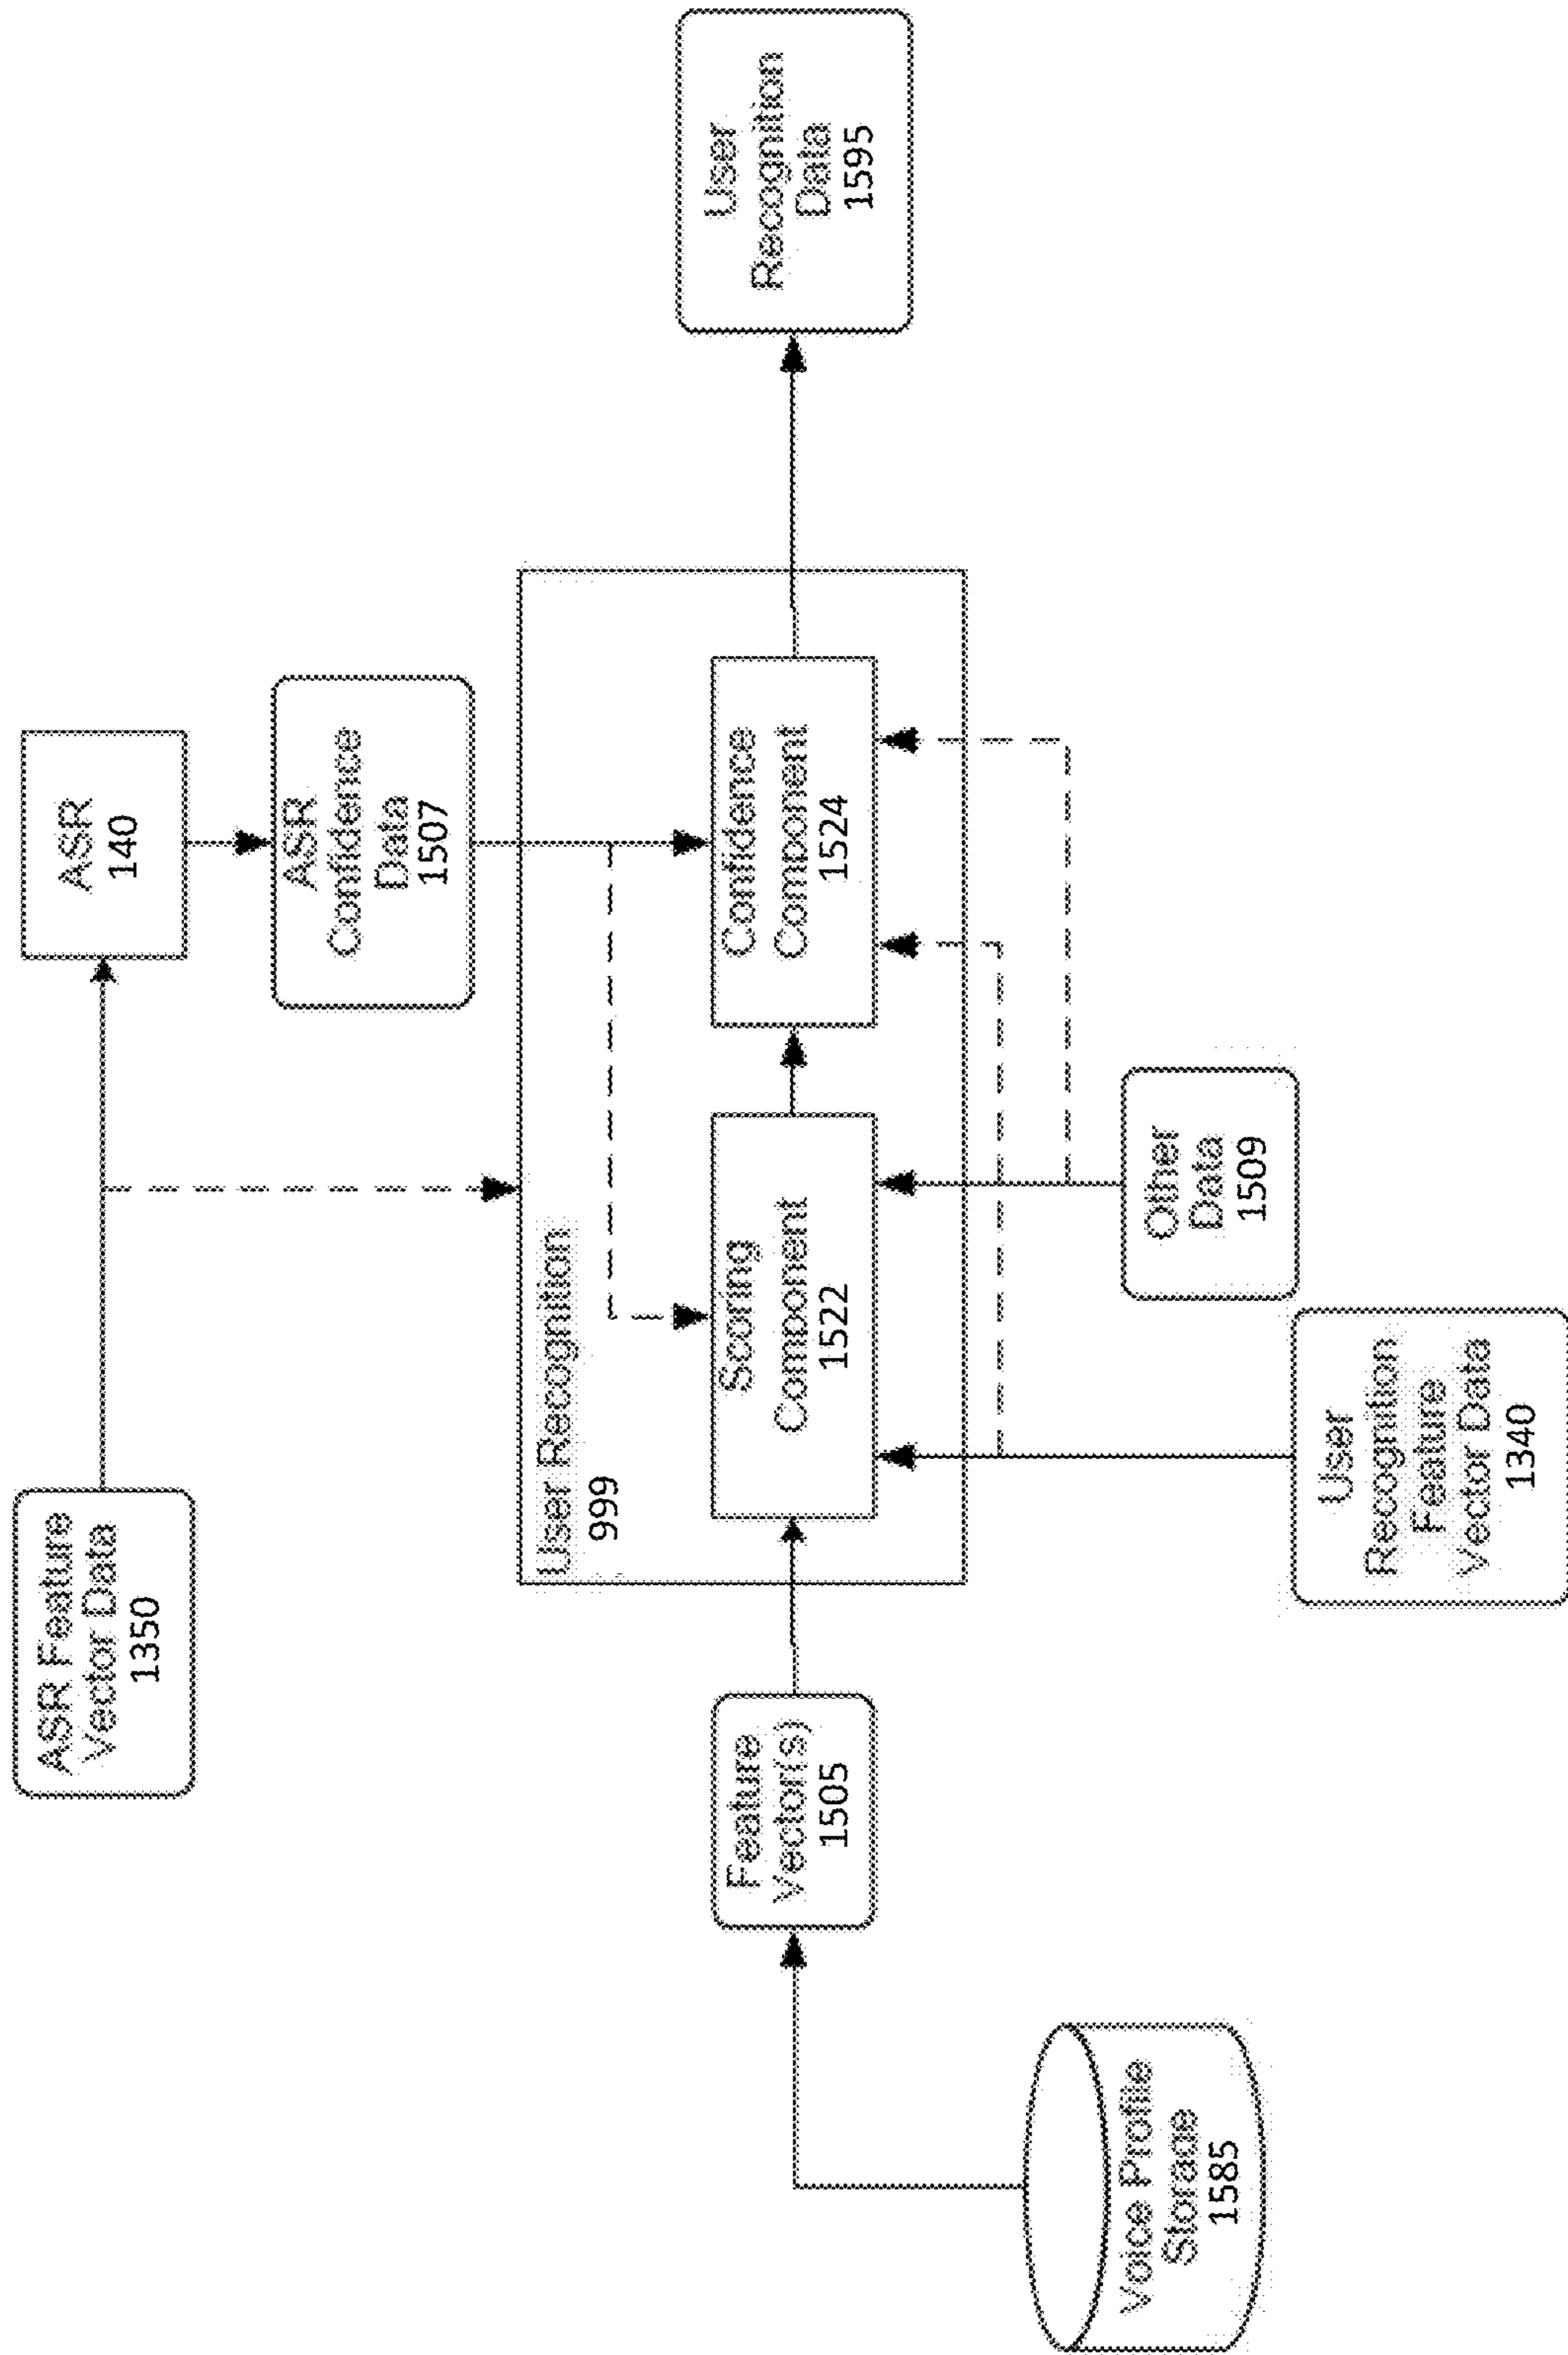 ASR Feature
Vector Data
1350
ASR
140
ASR
Confidence
Data
1507
User Recognition
999
Voice Profile
Storage
1585
Feature
Vector(s)
1505
Scoring
Component
1522
Confidence
Component
1524
User
Recognition
Data
1595
Other
Data
1509
User
Recognition
Feature
Vector Data
1340